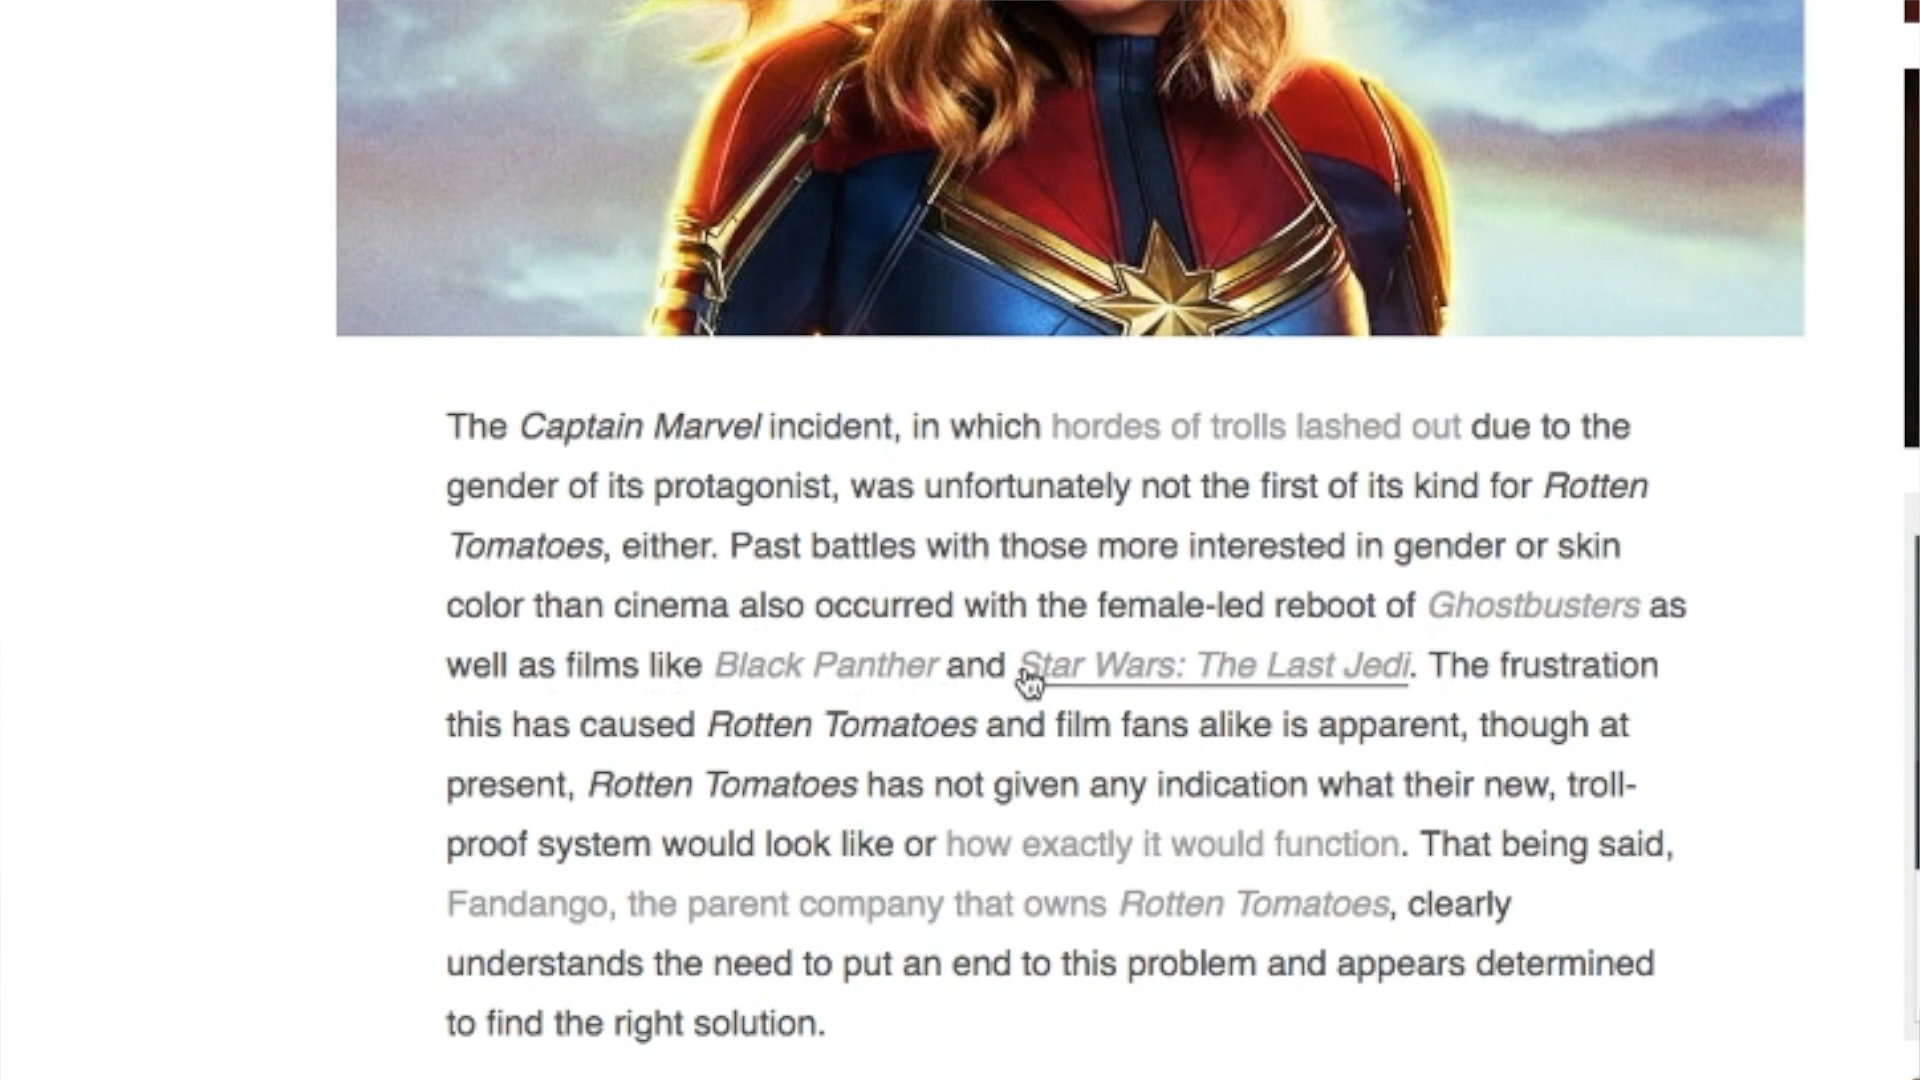 The Captain Marvel incident, in which hordes of trolls lashed out due to the
gender of its protagonist, was unfortunately not the first of its kind for Rotten
Tomatoes, either. Past battles with those more interested in gender or skin
color than cinema also occurred with the female-led reboot of Ghostbusters as
well as films like Black Panther and Star Wars: The Last Jedi. The frustration
this has caused Rotten Tomatoes and film fans alike is apparent, though at
present, Rotten Tomatoes has not given any indication what their new, troll-
proof system would look like or how exactly it would function. That being said,
Fandango, the parent company that owns Rotten Tomatoes, clearly
understands the need to put an end to this problem and appears determined
to find the right solution.